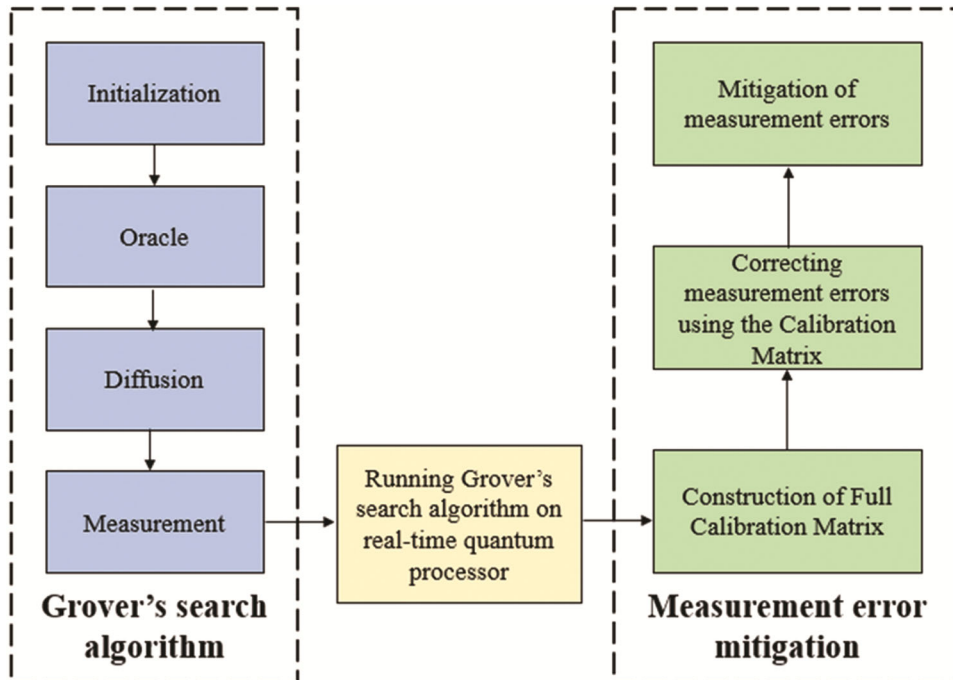 Initialization
Oracle
Diffusion
Measurement
Grover's search
algorithm
Running Grover's
search algorithm on
real-time quantum
processor
Mitigation of
measurement errors
Correcting
measurement errors
using the Calibration
Matrix
Construction of Full
Calibration Matrix
Measurement error
mitigation